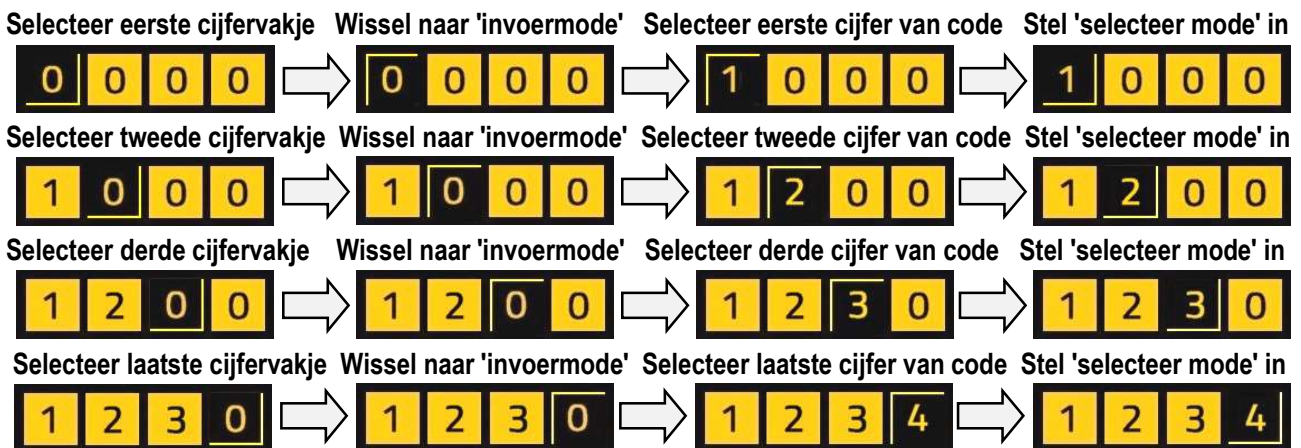 Selecteer eerste cijfervakje Wissel naar 'invoermode' Selecteer eerste cijfer van code Stel 'selecteer mode' in
0 0 0 0 0 0 0 0 1 0 0 0 1 0 0 0
Selecteer tweede cijfervakje Wissel naar 'invoermode' Selecteer tweede cijfer van code Stel 'selecteer mode' in
1 0 0 0 1 0 0 0 1 2 0 0 1 2 0 0
Selecteer derde cijfervakje Wissel naar 'invoermode' Selecteer derde cijfer van code Stel 'selecteer mode' in
1 2 0 0 1 2 0 0 1 2 3 0 1 2 3 0
Selecteer laatste cijfervakje Wissel naar 'invoermode' Selecteer laatste cijfer van code Stel 'selecteer mode' in
1 2 3 0 1 2 3 0 1 2 3 4 1 2 3 4